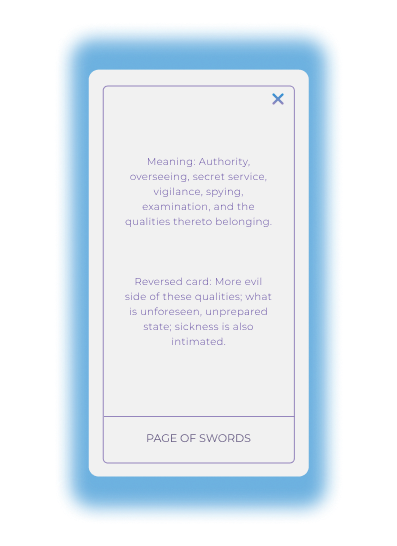 Meaning: Authority,
overseeing, secret service,
vigilance, spying,
examination, and the
qualities thereto belonging.
Reversed card: More evil
side of these qualities; what
is unforeseen, unprepared
state; sickness is also
intimated.
PAGE OF SWORDS